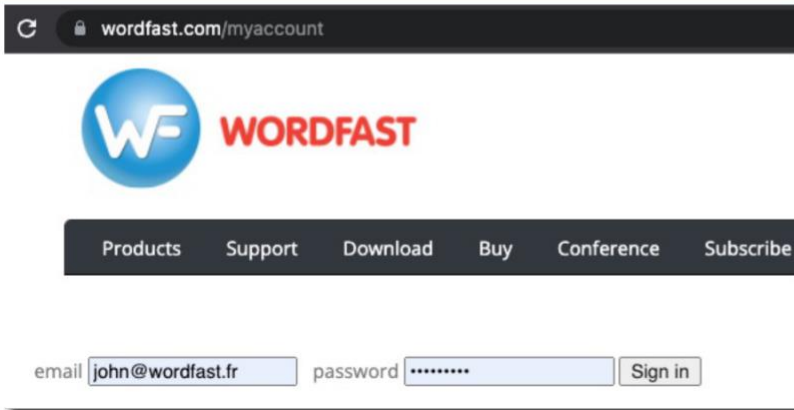 wordfast.com/myaccount
WF WORDFAST
Products Support Download Buy Conference Subscribe
email john@wordfast.fr password ••••••••• Sign in